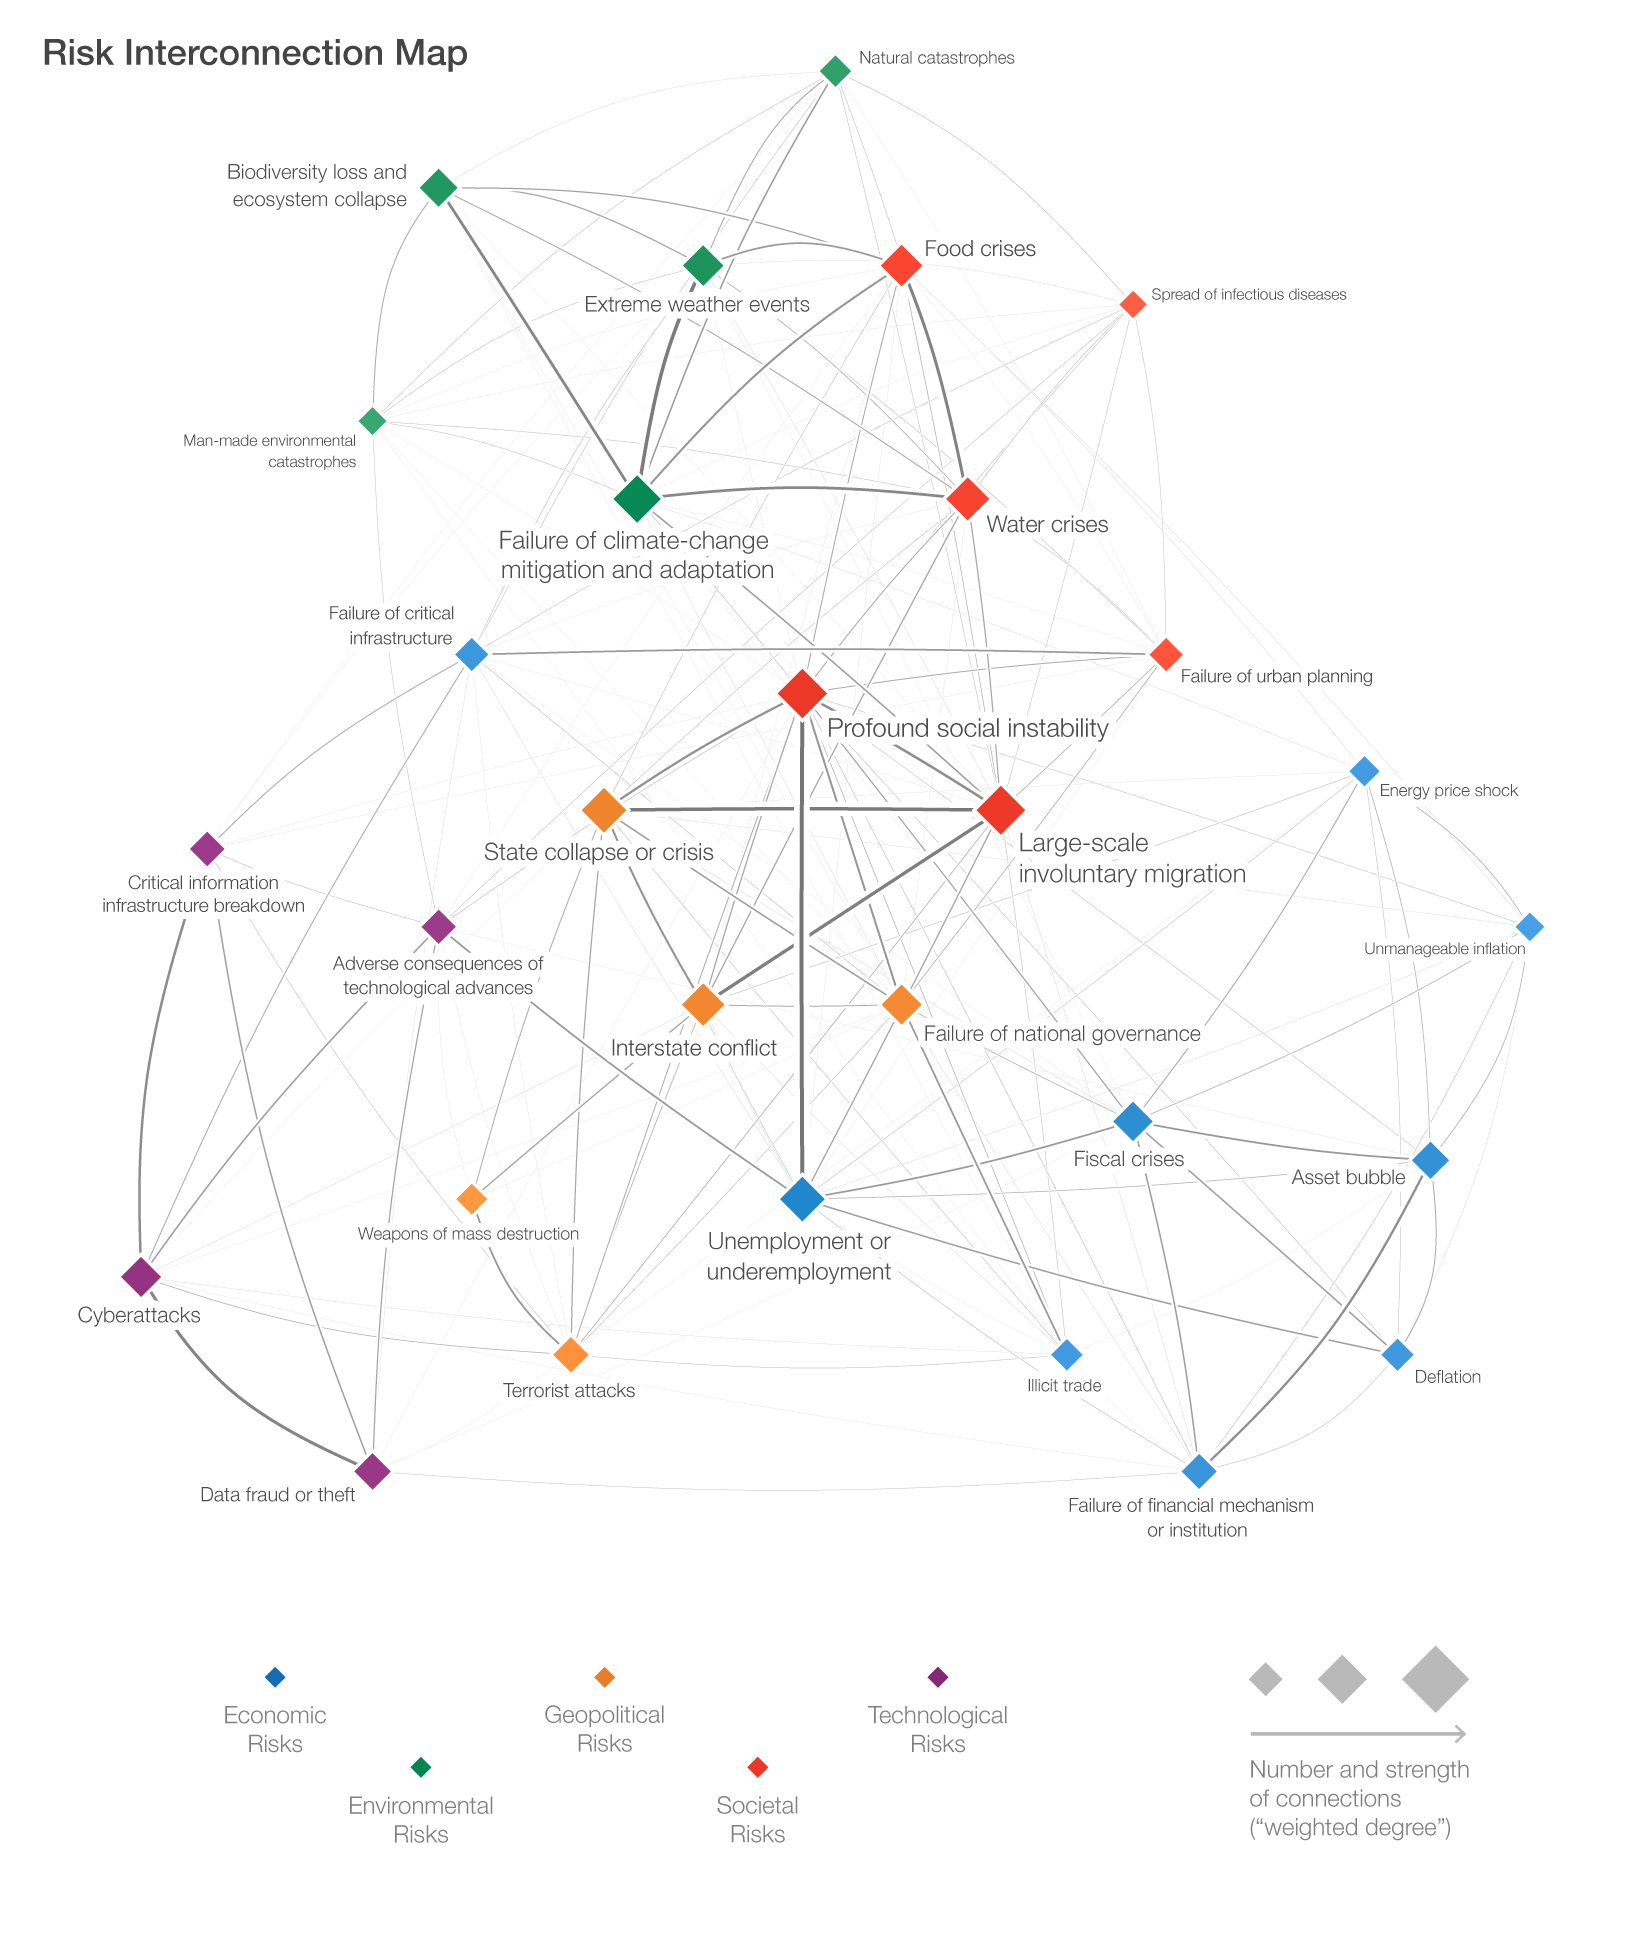 Risk Interconnection Map
Natural catastrophes
Biodiversity loss and
ecosystem collapse
Food crises
Extreme weather events
Spread of infectious diseases
Man-made environmental
catastrophes
Water crises
Failure of climate-change
mitigation and adaptation
Failure of critical
infrastructure
Failure of urban planning
Profound social instability
Energy price shock
State collapse or crisis
Large-scale
involuntary migration
Critical information
infrastructure breakdown
Unmanageable inflation
Adverse consequences of
technological advances
Interstate conflict
Failure of national governance
Fiscal crises
Asset bubble
Weapons of mass destruction
Unemployment or
underemployment
Cyberattacks
Terrorist attacks
Illicit trade
Deflation
Data fraud or theft
Failure of financial mechanism
or institution
Economic
Risks
Geopolitical
Risks
Technological
Risks
Environmental
Risks
Societal
Risks
Number and strength
of connections
(“weighted degree”)